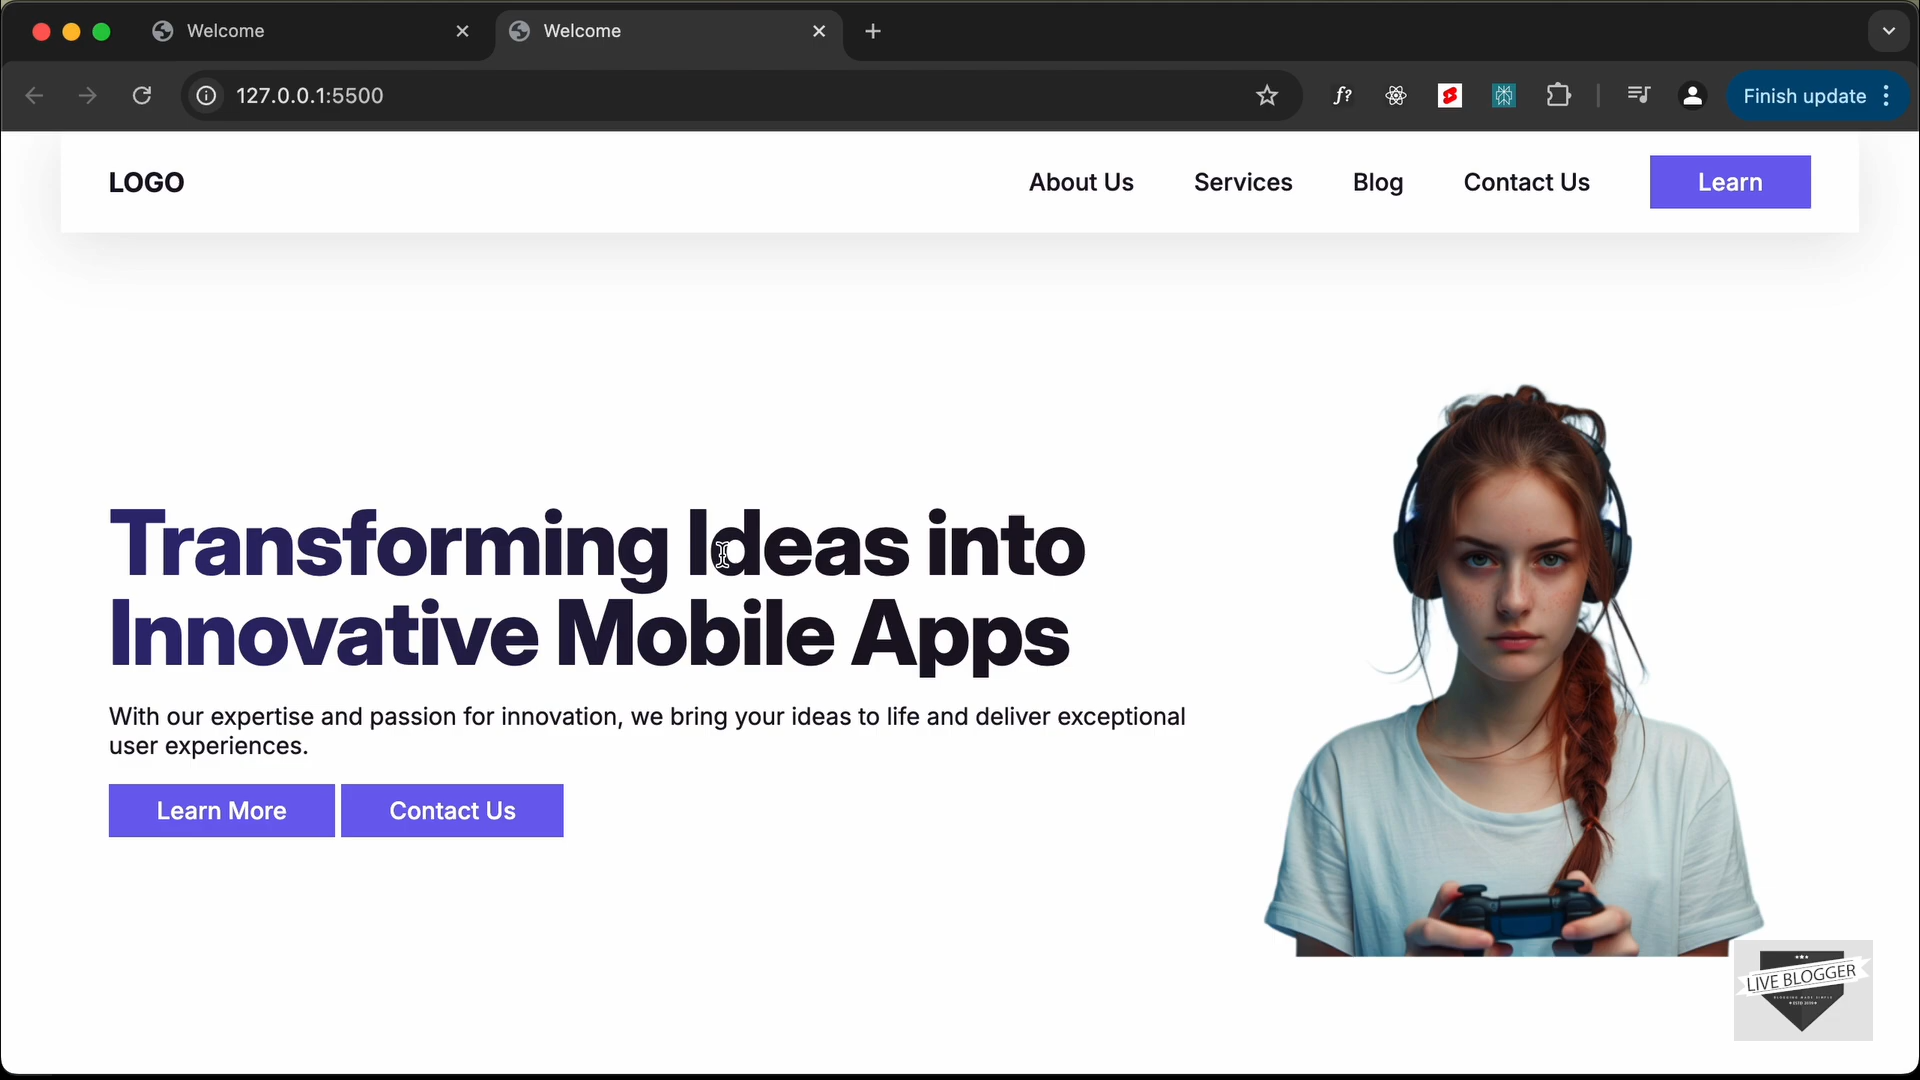 Welcome
Welcome
127.0.0.1:5500
f?
Finish update
LOGO
About Us
Services
Blog
Contact Us
Learn
Transforming Ideas into
Innovative Mobile Apps
With our expertise and passion for innovation, we bring your ideas to life and deliver exceptional
user experiences.
Learn More
Contact Us
LIVE BLOGGER